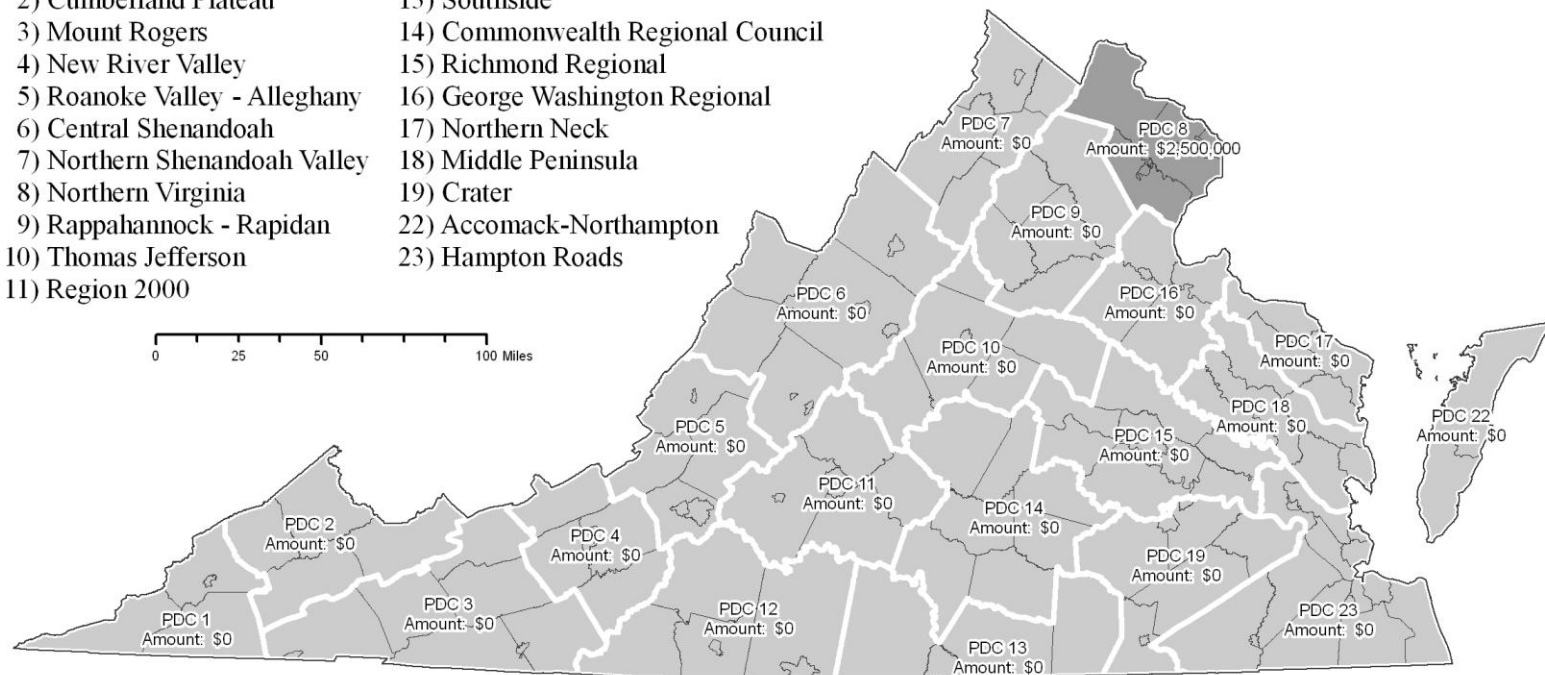 2) Cumberland Plateau
3) Mount Rogers
4) New River Valley
5) Roanoke Valley - Alleghany
6) Central Shenandoah
7) Northern Shenandoah Valley
8) Northern Virginia
9) Rappahannock - Rapidan
10) Thomas Jefferson
11) Region 2000
13) Southside
14) Commonwealth Regional Council
15) Richmond Regional
16) George Washington Regional
17) Northern Neck
18) Middle Peninsula
19) Crater
22) Accomack-Northampton
23) Hampton Roads
0 25 50 100 Miles
PDC 7
Amount: $0
PDC 8
Amount: $2,500,000
PDC 9
Amount: $0
PDC 6
Amount: $0
PDC 16
Amount: $0
PDC 10
Amount: $0
PDC 17
Amount: $0
PDC 5
Amount: $0
PDC 18
Amount: $0
PDC 22
Amount: $0
PDC 15
Amount: $0
PDC 11
Amount: $0
PDC 14
Amount: $0
PDC 2
Amount: $0
PDC 4
Amount: $0
PDC 19
Amount: $0
PDC 1
Amount: $0
PDC 3
Amount: $0
PDC 12
Amount: $0
PDC 23
Amount: $0
PDC 13
Amount: $0